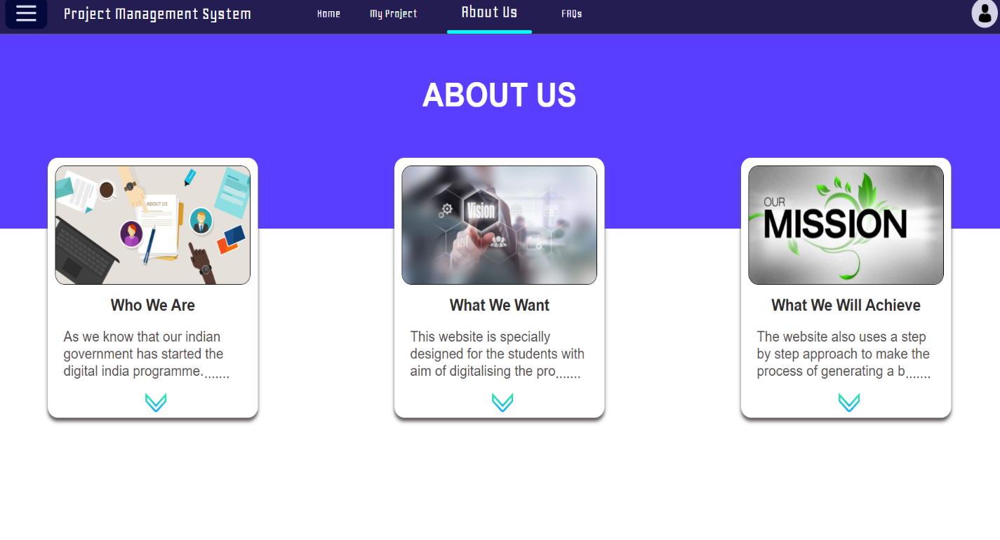 Project Management System
Home
My Project
About Us
FAQs
ABOUT US
ABOUT US
Vision
OUR
MISSION
Who We Are
As we know that our indian
government has started the
digital india programme........
What We Want
This website is specially
designed for the students with
aim of digitalising the pro.......
What We Will Achieve
The website also uses a step
by step approach to make the
process of generating a b.......